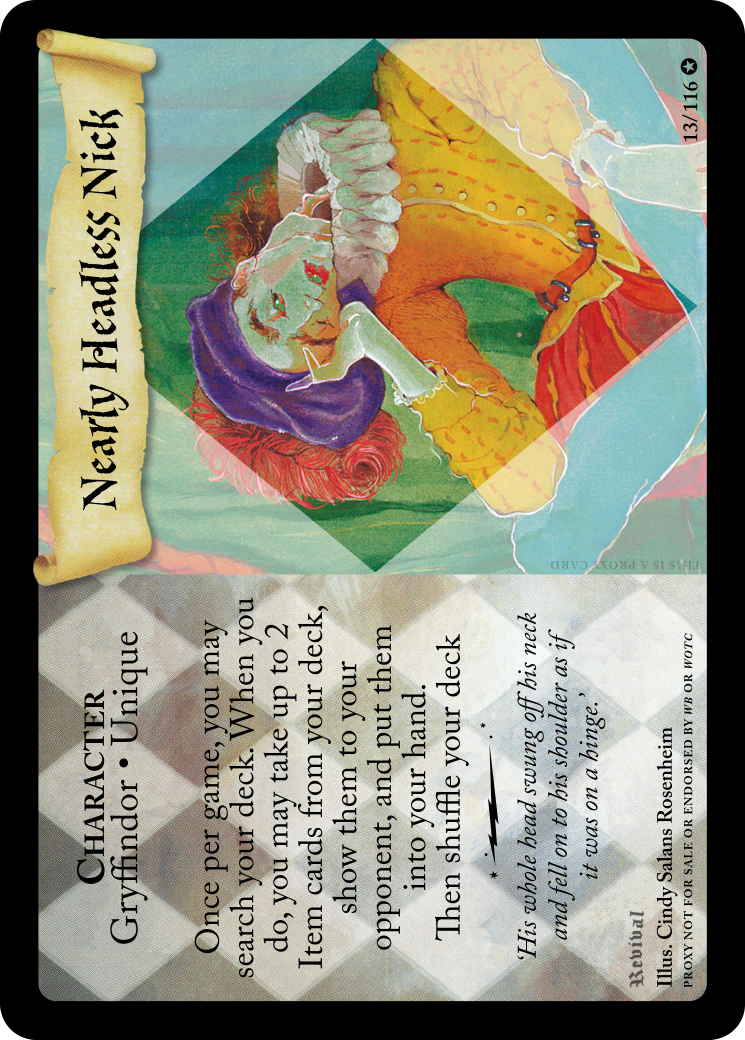 Nearly Headless Nick
CHARACTER
Gryffindor • Unique
Once per game, you may
search your deck. When you
do, you may take up to 2
Item cards from your deck,
show them to your
opponent, and put them
into your hand.
Then shuffle your deck
‘His whole head swung off his neck
and fell on to his shoulder as if
it was on a hinge.’
Revival
Illus. Cindy Salans Rosenheim
PROXY NOT FOR SALE OR ENDORSED BY WB OR WOTC
THIS IS A PROXY CARD
13/116